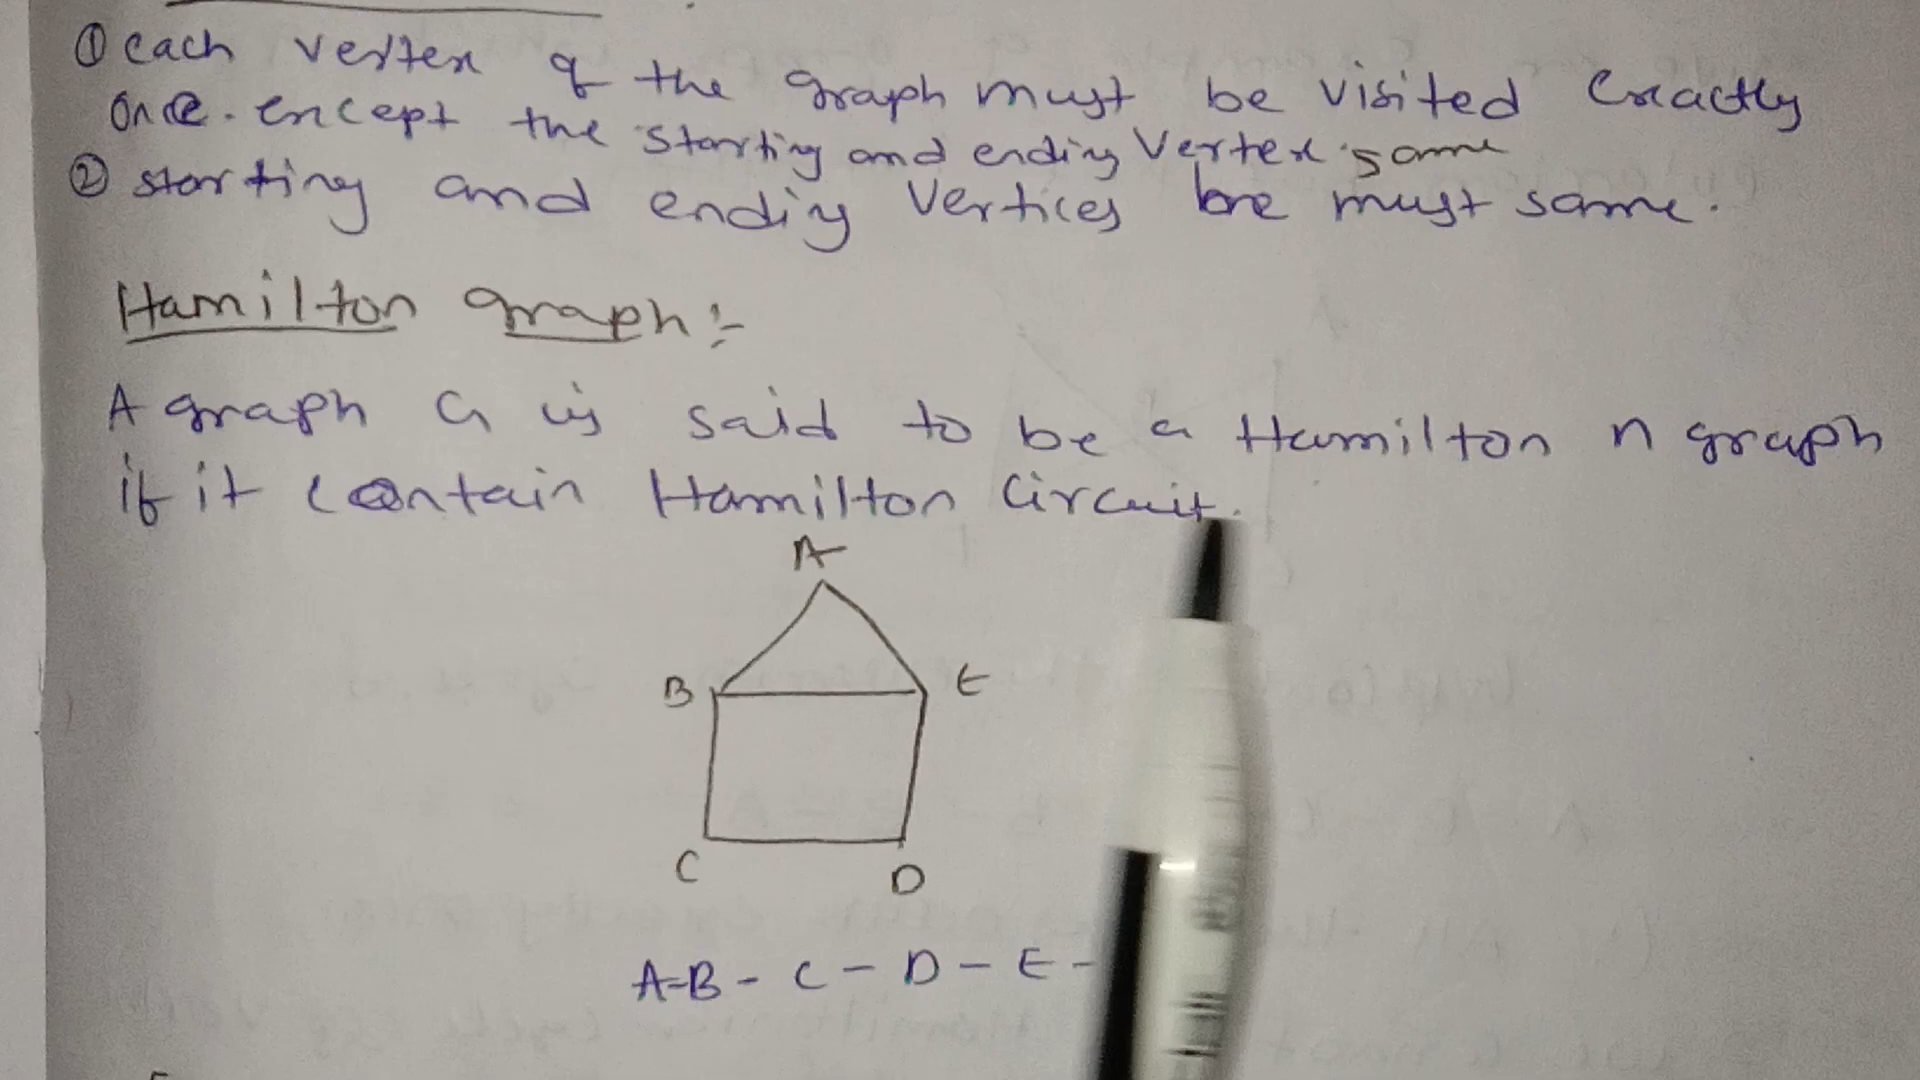 ① each vertex of the graph must be visited exactly
once. except the starting and ending Vertex same
② starting and ending Vertices be must same.
Hamilton graph:-
A graph G is said to be a Hamilton n graph
if it contain Hamilton Circuit.
A
B E
C D
A-B - C - D - E -